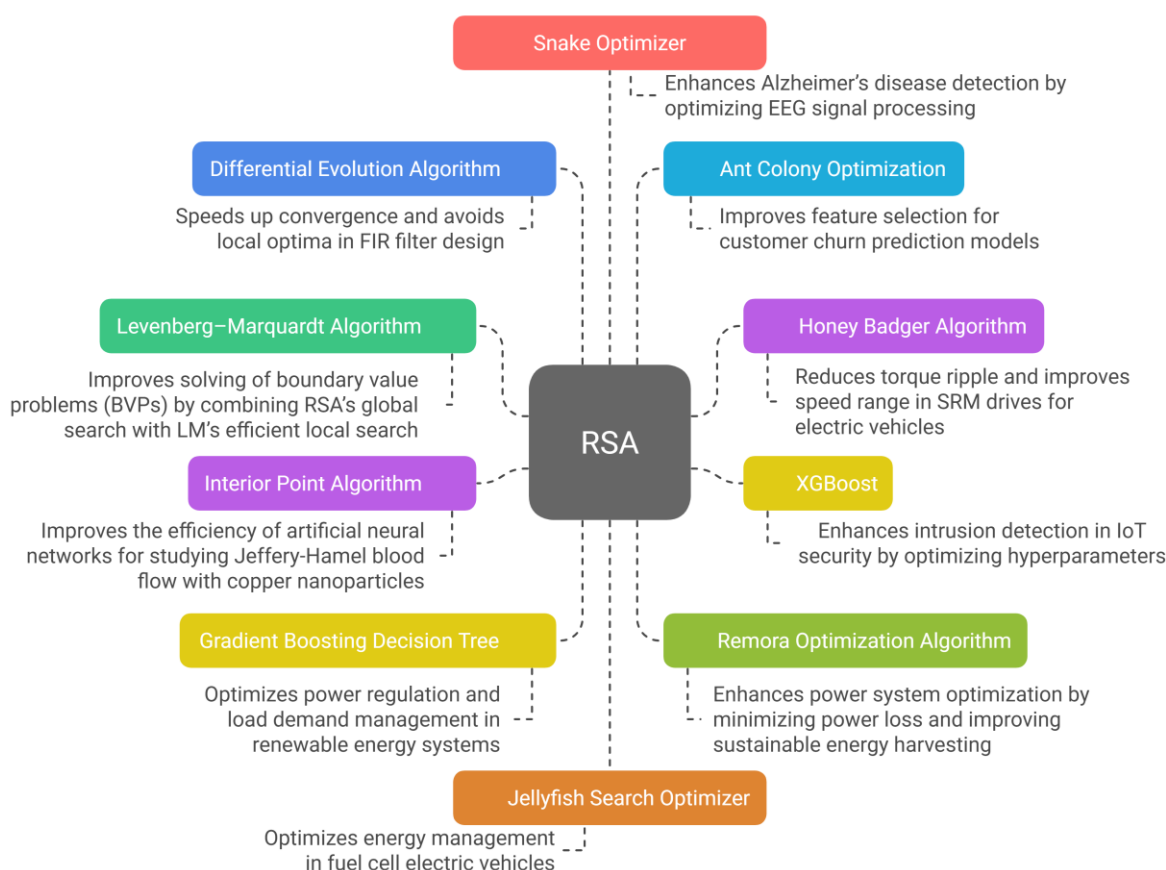 Snake Optimizer
Enhances Alzheimer's disease detection by
optimizing EEG signal processing
Differential Evolution Algorithm
Speeds up convergence and avoids
local optima in FIR filter design
Ant Colony Optimization
Improves feature selection for
customer churn prediction models
Levenberg–Marquardt Algorithm
Improves solving of boundary value
problems (BVPs) by combining RSA's global
search with LM's efficient local search
Honey Badger Algorithm
Reduces torque ripple and improves
speed range in SRM drives for
electric vehicles
RSA
Interior Point Algorithm
Improves the efficiency of artificial neural
networks for studying Jeffery-Hamel blood
flow with copper nanoparticles
XGBoost
Enhances intrusion detection in IoT
security by optimizing hyperparameters
Gradient Boosting Decision Tree
Optimizes power regulation and
load demand management in
renewable energy systems
Remora Optimization Algorithm
Enhances power system optimization by
minimizing power loss and improving
sustainable energy harvesting
Jellyfish Search Optimizer
Optimizes energy management
in fuel cell electric vehicles